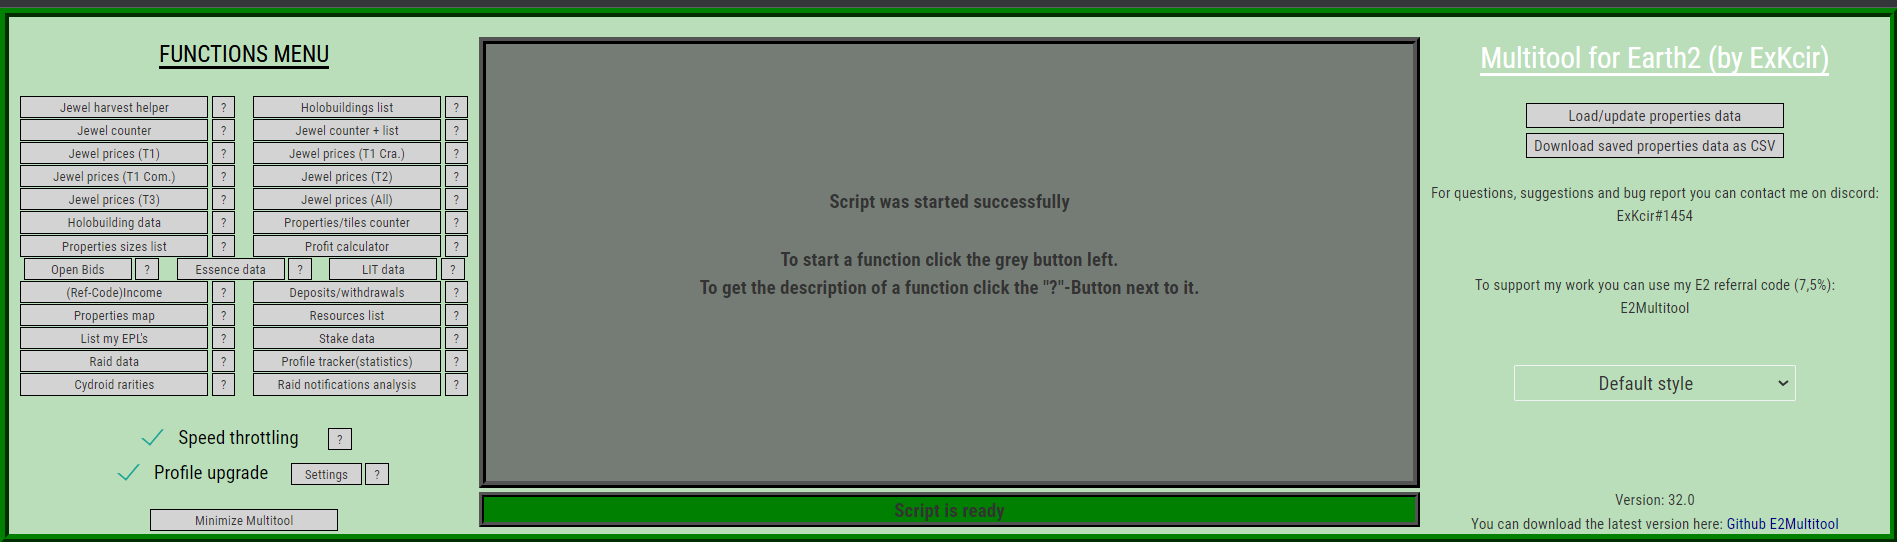 FUNCTIONS MENU
Jewel harvest helper ? Holobuildings list ?
Jewel counter ? Jewel counter + list ?
Jewel prices (T1) ? Jewel prices (T1 Cra.) ?
Jewel prices (T1 Com.) ? Jewel prices (T2) ?
Jewel prices (T3) ? Jewel prices (All) ?
Holobuilding data ? Properties/tiles counter ?
Properties sizes list ? Profit calculator ?
Open Bids ? Essence data ? LIT data ?
(Ref-Code)Income ? Deposits/withdrawals ?
Properties map ? Resources list ?
List my EPL's ? Stake data ?
Raid data ? Profile tracker(statistics) ?
Cydroid rarities ? Raid notifications analysis ?
Speed throttling ?
Profile upgrade Settings ?
Minimize Multitool
Script was started successfully
To start a function click the grey button left.
To get the description of a function click the "?"-Button next to it.
Script is ready
Multitool for Earth2 (by ExKcir)
Load/update properties data
Download saved properties data as CSV
For questions, suggestions and bug report you can contact me on discord:
ExKcir#1454
To support my work you can use my E2 referral code (7,5%):
E2Multitool
Default style
Version: 32.0
You can download the latest version here: Github E2Multitool